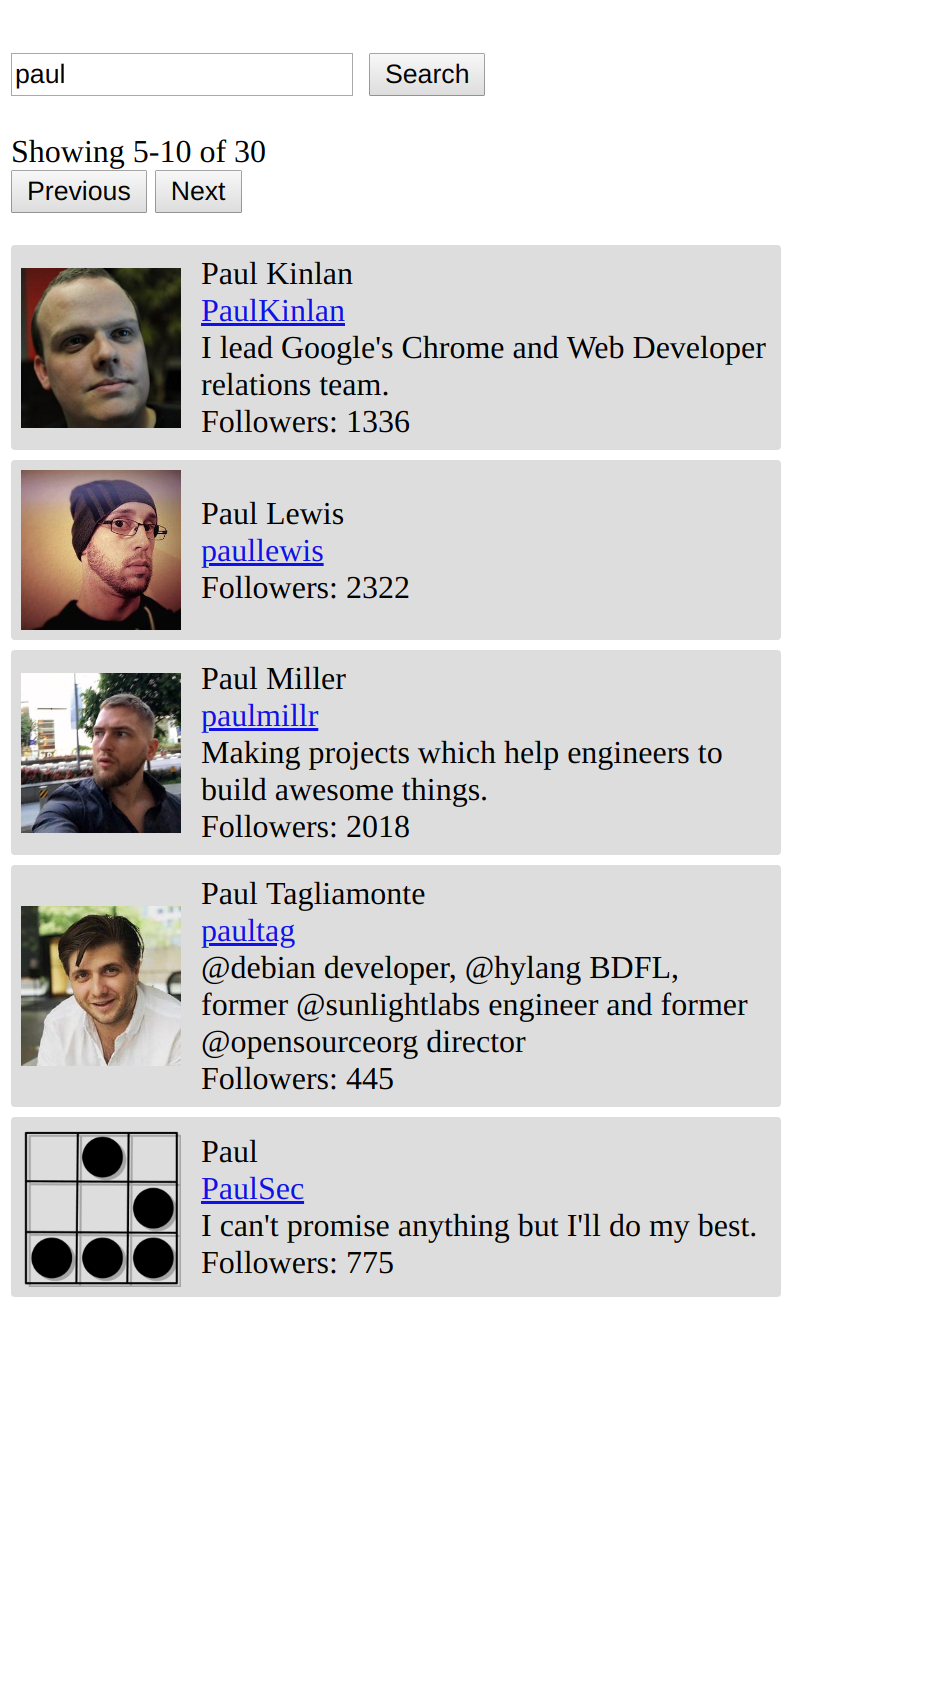 paul
Search
Showing 5-10 of 30
Previous
Next
Paul Kinlan
PaulKinlan
I lead Google's Chrome and Web Developer
relations team.
Followers: 1336
Paul Lewis
paullewis
Followers: 2322
Paul Miller
paulmillr
Making projects which help engineers to
build awesome things.
Followers: 2018
Paul Tagliamonte
paultag
@debian developer, @hylang BDFL,
former @sunlightlabs engineer and former
@opensourceorg director
Followers: 445
Paul
PaulSec
I can't promise anything but I'll do my best.
Followers: 775